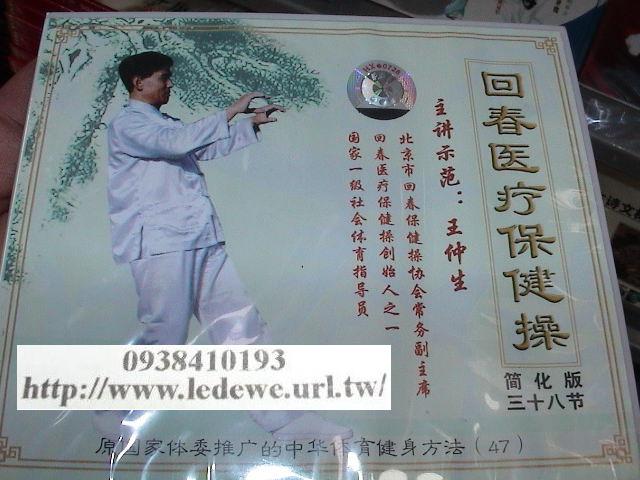 回春医疗保健操
简化版
三十八节
主讲示范：王仲生
北京市回春保健操协会常务副主席
回春医疗保健操创始人之一
国家一级社会体育指导员
0938410193
http://www.ledewe.url.tw/
原国家体委推广的中华体育健身方法（47）